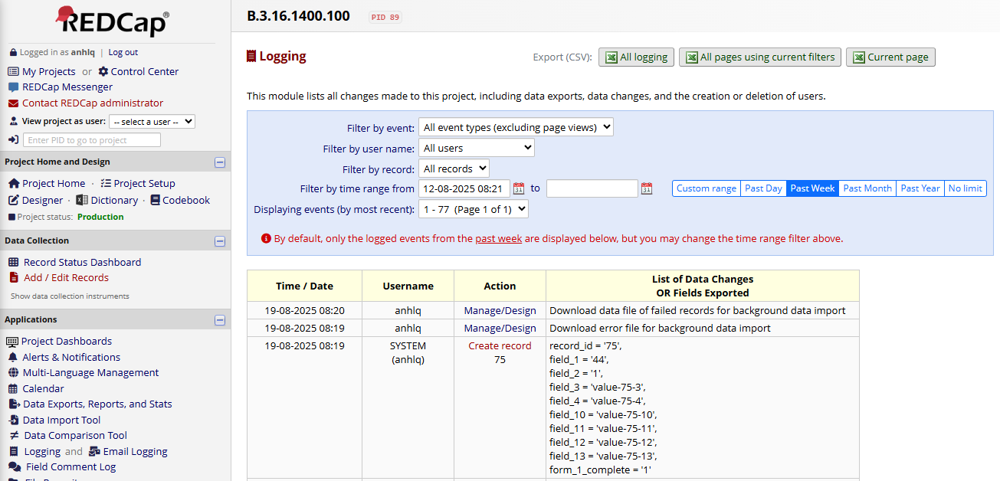 REDCap®
Logged in as anhlq | Log out
My Projects or Control Center
REDCap Messenger
Contact REDCap administrator
View project as user: -- select a user --
Enter PID to go to project
Project Home and Design
Project Home · Project Setup
Designer · Dictionary · Codebook
Project status: Production
Data Collection
Record Status Dashboard
Add / Edit Records
Show data collection instruments
Applications
Project Dashboards
Alerts & Notifications
Multi-Language Management
Calendar
Data Exports, Reports, and Stats
Data Import Tool
Data Comparison Tool
Logging and Email Logging
Field Comment Log
B.3.16.1400.100 PID 89
Logging
Export (CSV): All logging All pages using current filters Current page
This module lists all changes made to this project, including data exports, data changes, and the creation or deletion of users.
Filter by event: All event types (excluding page views)
Filter by user name: All users
Filter by record: All records
Filter by time range from 12-08-2025 08:21 31 to 31 Custom range Past Day Past Week Past Month Past Year No limit
Displaying events (by most recent): 1 - 77 (Page 1 of 1)
By default, only the logged events from the past week are displayed below, but you may change the time range filter above.
Time / Date Username Action List of Data Changes
OR Fields Exported
19-08-2025 08:20 anhlq Manage/Design Download data file of failed records for background data import
19-08-2025 08:19 anhlq Manage/Design Download error file for background data import
19-08-2025 08:19 SYSTEM Create record record_id = '75',
(anhlq) 75 field_1 = '44',
field_2 = '1',
field_3 = 'value-75-3',
field_4 = 'value-75-4',
field_10 = 'value-75-10',
field_11 = 'value-75-11',
field_12 = 'value-75-12',
field_13 = 'value-75-13',
form_1_complete = '1'